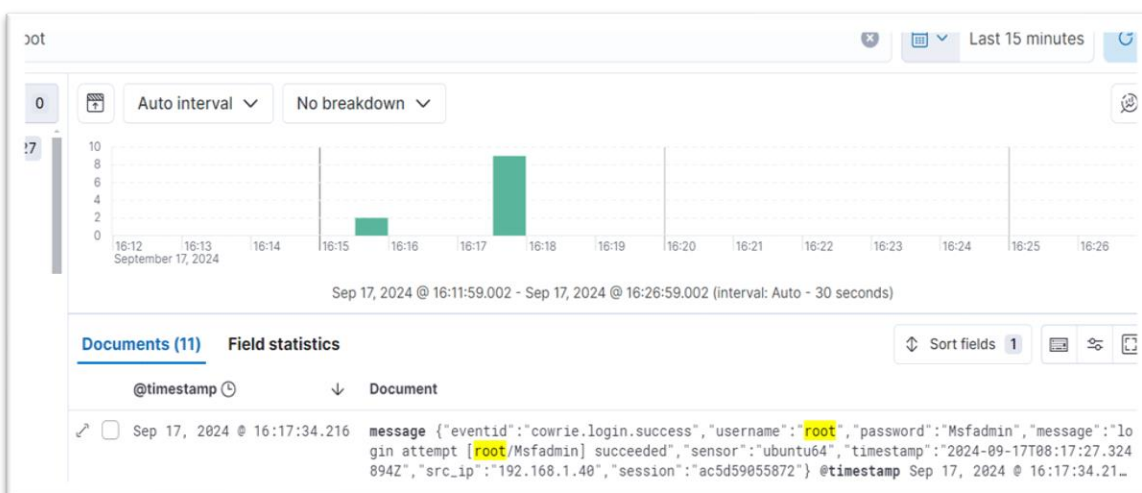 oot
Last 15 minutes
0
Auto interval
No breakdown
27
10
8
6
4
2
0
16:12 16:13 16:14 16:15 16:16 16:17 16:18 16:19 16:20 16:21 16:22 16:23 16:24 16:25 16:26
September 17, 2024
Sep 17, 2024 @ 16:11:59.002 - Sep 17, 2024 @ 16:26:59.002 (interval: Auto - 30 seconds)
Documents (11) Field statistics
Sort fields 1
@timestamp Document
Sep 17, 2024 @ 16:17:34.216 message {"eventid":"cowrie.login.success","username":"root","password":"Msfadmin","message":"lo
gin attempt [root/Msfadmin] succeeded","sensor":"ubuntu64","timestamp":"2024-09-17T08:17:27.324
894Z","src_ip":"192.168.1.40","session":"ac5d59055872"} @timestamp Sep 17, 2024 @ 16:17:34.21…